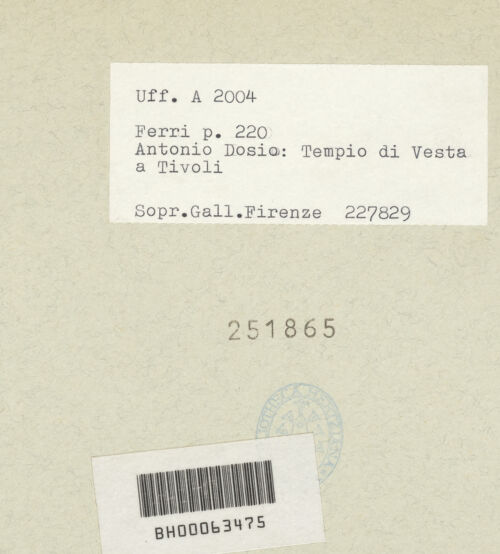 Uff. A 2004
Ferri p. 220
Antonio Dosio: Tempio di Vesta
a Tivoli
Sopr.Gall.Firenze 227829
251865
BH00063475